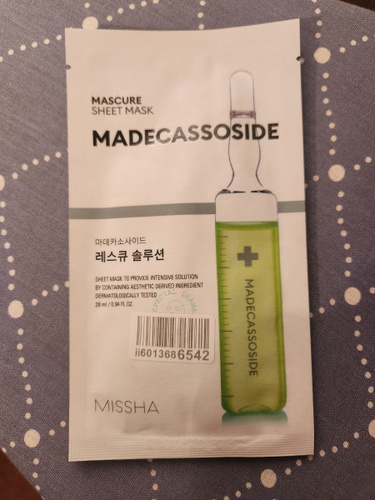 MASCURE
SHEET MASK
MADECASSOSIDE
마데카소사이드
레스큐 솔루션
SHEET MASK TO PROVIDE INTENSIVE SOLUTION
BY CONTAINING AESTHETIC DERIVED INGREDIENT
DERMATOLOGICALLY TESTED
28 ml / 0.94 FL.OZ.
ii6013686542
MISSHA
MADECASSOSIDE